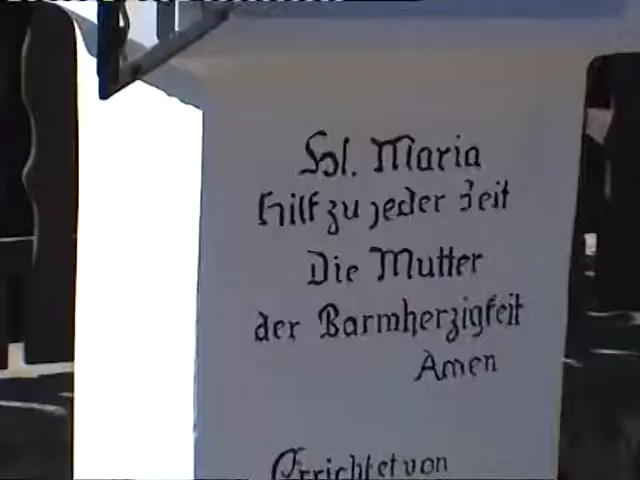 Hl. Maria
hilf zu jeder Zeit
Die Mutter
der Barmherzigkeit
Amen
Errichtet von